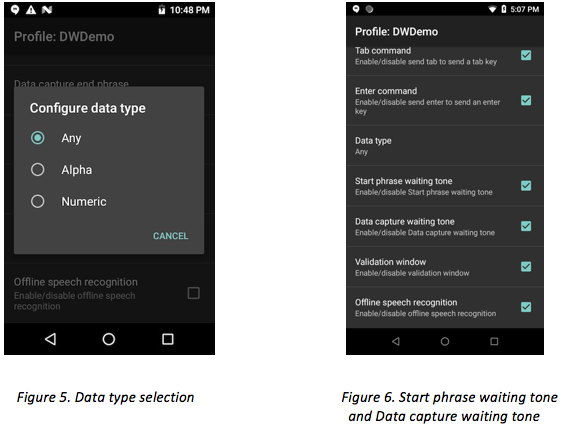 10:48 PM
Profile: DWDemo
Data capture end phrase
Configure data type
Any
Alpha
Numeric
CANCEL
Offline speech recognition
Enable/disable offline speech
recognition
Figure 5. Data type selection
5:07 PM
Profile: DWDemo
Tab command
Enable/disable send tab to send a tab key
Enter command
Enable/disable send enter to send an enter
key
Data type
Any
Start phrase waiting tone
Enable/disable Start phrase waiting tone
Data capture waiting tone
Enable/disable Data capture waiting tone
Validation window
Enable/disable validation window
Offline speech recognition
Enable/disable offline speech recognition
Figure 6. Start phrase waiting tone
and Data capture waiting tone